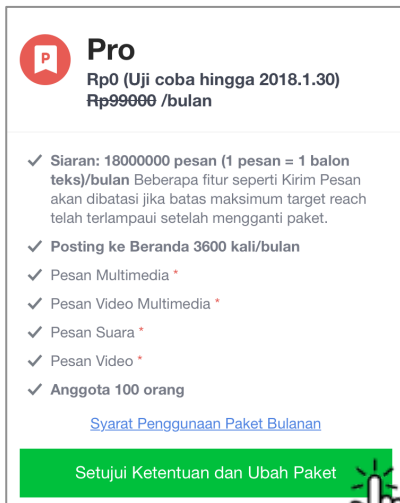 P
Pro
Rp0 (Uji coba hingga 2018.1.30)
Rp99000 /bulan
Siaran: 18000000 pesan (1 pesan = 1 balon
teks)/bulan Beberapa fitur seperti Kirim Pesan
akan dibatasi jika batas maksimum target reach
telah terlampaui setelah mengganti paket.
Posting ke Beranda 3600 kali/bulan
Pesan Multimedia *
Pesan Video Multimedia *
Pesan Suara *
Pesan Video *
Anggota 100 orang
Syarat Penggunaan Paket Bulanan
Setujui Ketentuan dan Ubah Paket